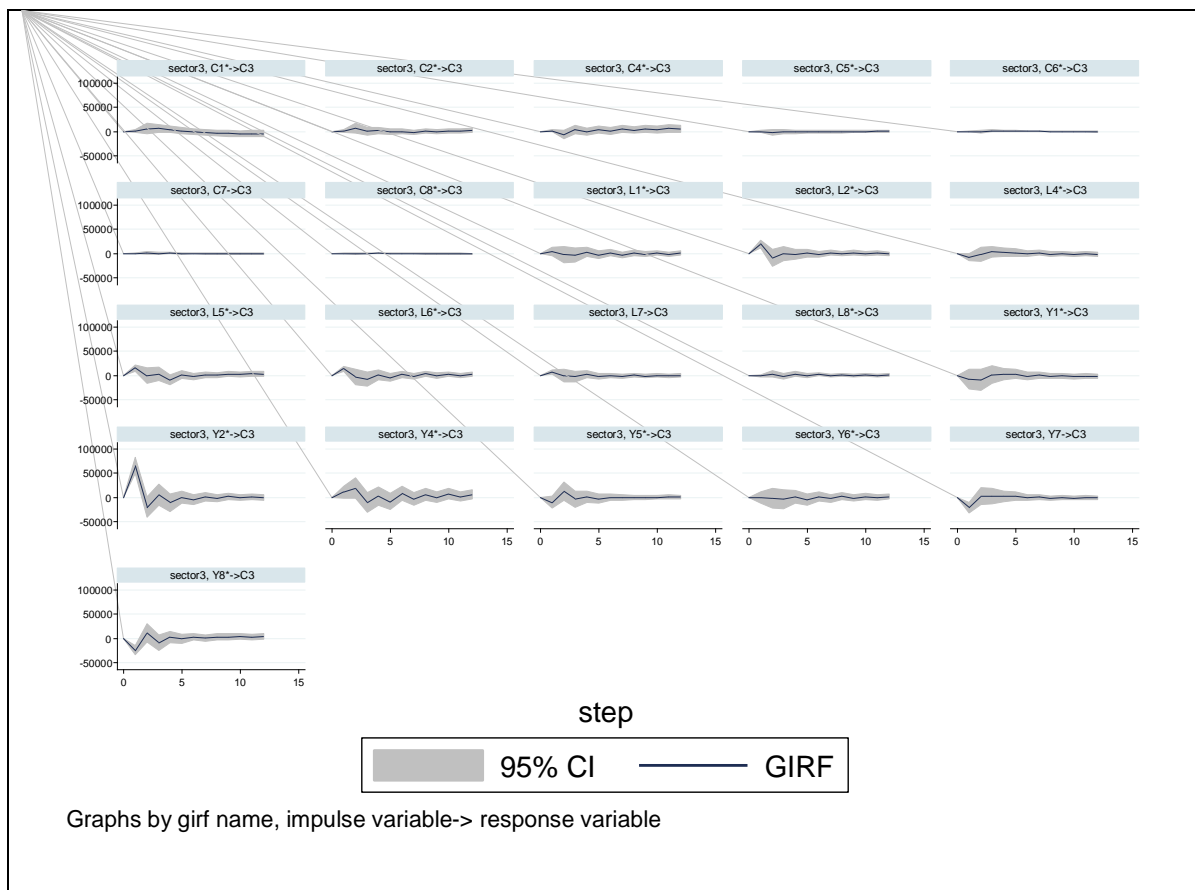 sector3, C1*->C3
sector3, C2*->C3
sector3, C4*->C3
sector3, C5*->C3
sector3, C6*->C3
100000
50000
0
-50000
sector3, C7->C3
sector3, C8*->C3
sector3, L1*->C3
sector3, L2*->C3
sector3, L4*->C3
100000
50000
0
-50000
sector3, L5*->C3
sector3, L6*->C3
sector3, L7->C3
sector3, L8*->C3
sector3, Y1*->C3
100000
50000
0
-50000
sector3, Y2*->C3
sector3, Y4*->C3
sector3, Y5*->C3
sector3, Y6*->C3
sector3, Y7->C3
100000
50000
0
-50000
0 5 10 15
0 5 10 15
0 5 10 15
0 5 10 15
sector3, Y8*->C3
100000
50000
0
-50000
0 5 10 15
step
95% CI GIRF
Graphs by girf name, impulse variable-> response variable